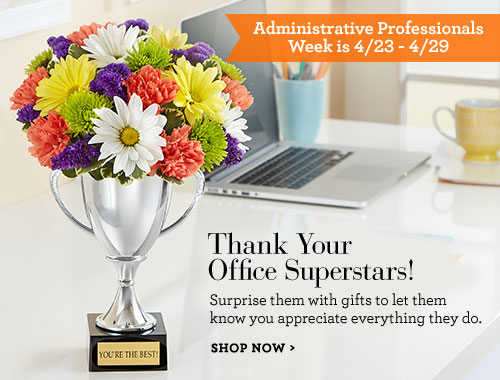 Administrative Professionals
Week is 4/23 - 4/29
Thank Your
Office Superstars!
Surprise them with gifts to let them
know you appreciate everything they do.
SHOP NOW >
YOU'RE THE BEST!